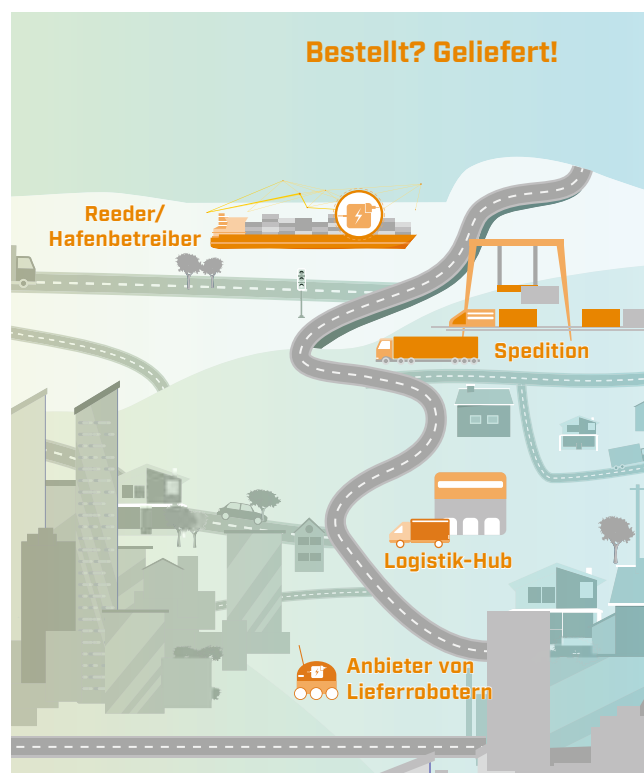 Bestellt? Geliefert!
Reeder/
Hafenbetreiber
Spedition
Logistik-Hub
Anbieter von
Lieferrobotern